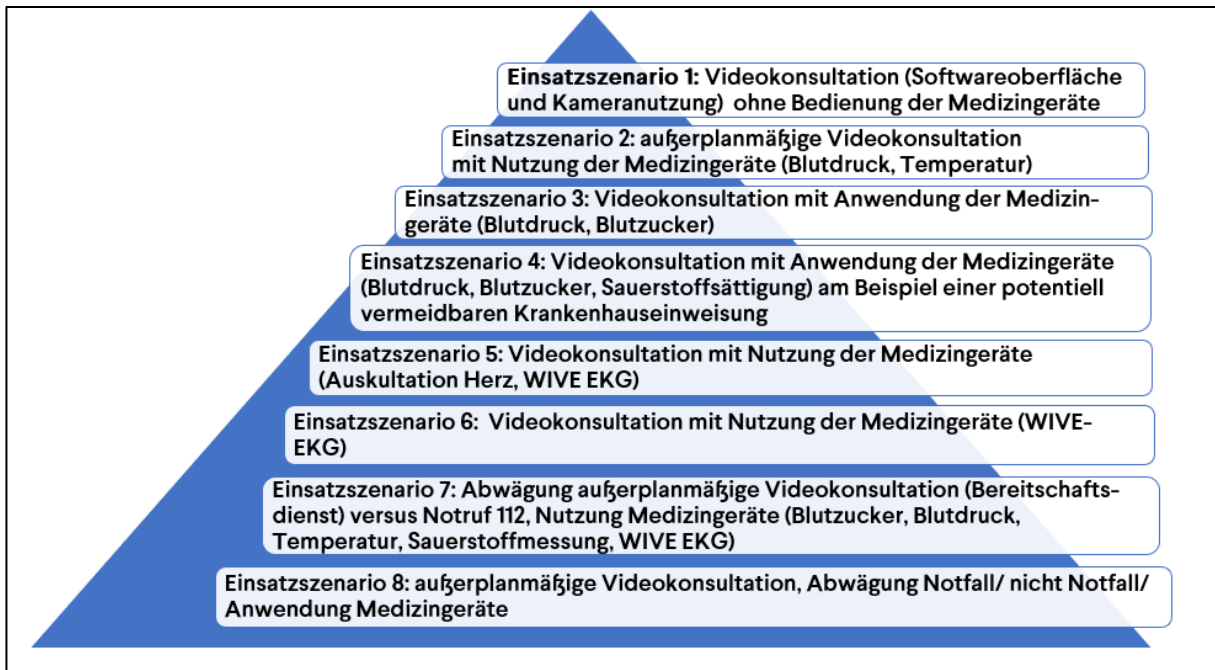 Einsatzszenario 1: Videokonsultation (Softwareoberfläche
und Kameranutzung) ohne Bedienung der Medizingeräte
Einsatzszenario 2: außerplanmäßige Videokonsultation
mit Nutzung der Medizingeräte (Blutdruck, Temperatur)
Einsatzszenario 3: Videokonsultation mit Anwendung der Medizin-
geräte (Blutdruck, Blutzucker)
Einsatzszenario 4: Videokonsultation mit Anwendung der Medizingeräte
(Blutdruck, Blutzucker, Sauerstoffsättigung) am Beispiel einer potentiell
vermeidbaren Krankenhauseinweisung
Einsatzszenario 5: Videokonsultation mit Nutzung der Medizingeräte
(Auskultation Herz, WIVE EKG)
Einsatzszenario 6: Videokonsultation mit Nutzung der Medizingeräte (WIVE-
EKG)
Einsatzszenario 7: Abwägung außerplanmäßige Videokonsultation (Bereitschafts-
dienst) versus Notruf 112, Nutzung Medizingeräte (Blutzucker, Blutdruck,
Temperatur, Sauerstoffmessung, WIVE EKG)
Einsatzszenario 8: außerplanmäßige Videokonsultation, Abwägung Notfall/ nicht Notfall/
Anwendung Medizingeräte